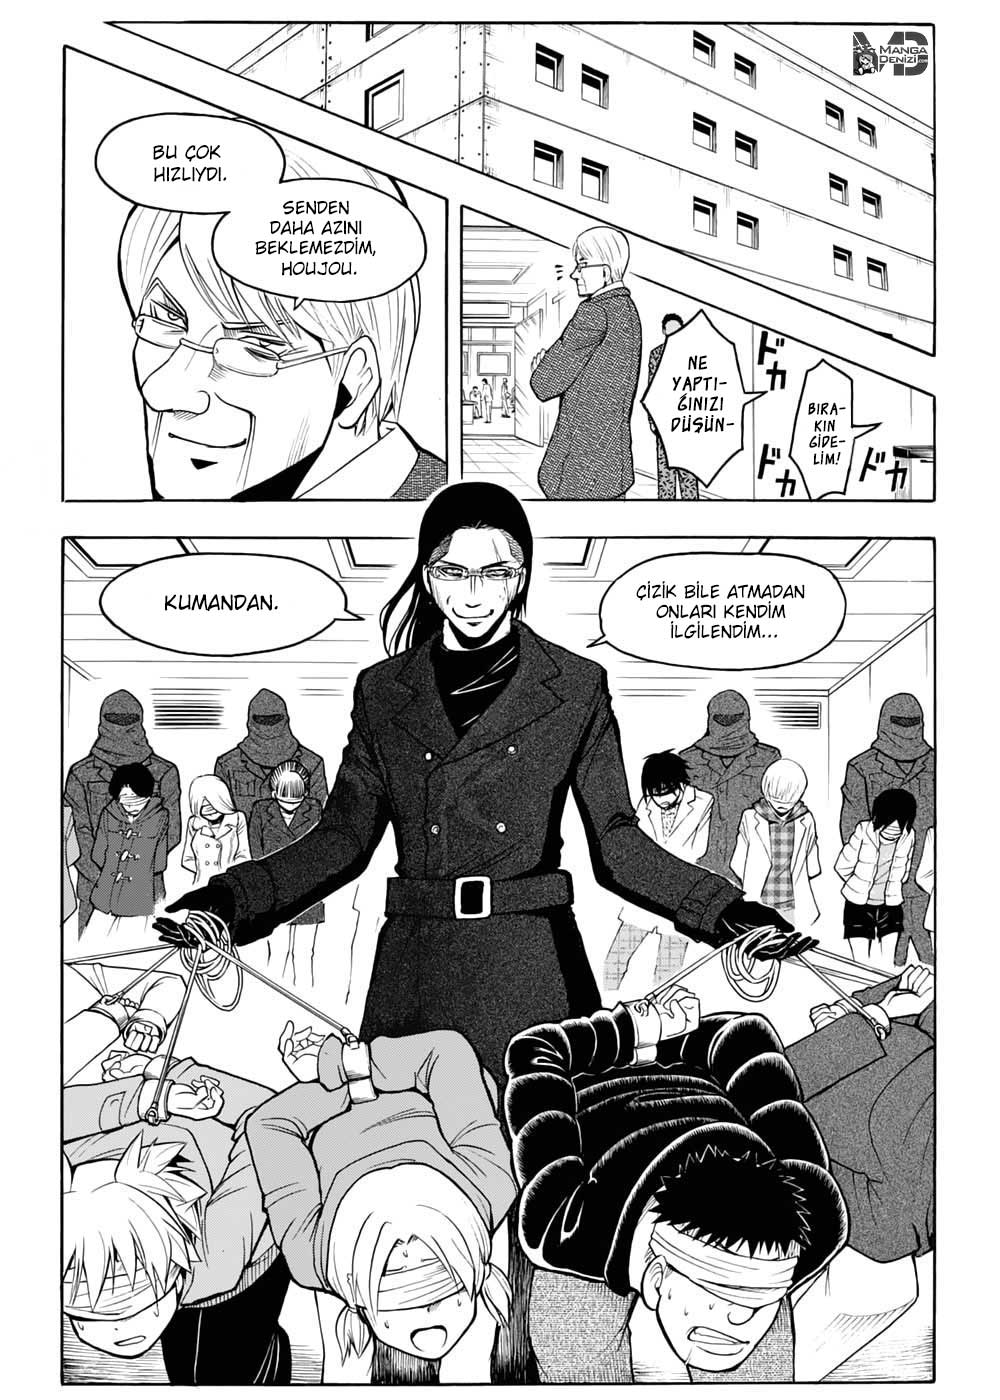 MANGA
DENİZİ.com
BU ÇOK
HIZLIYDI.
SENDEN
DAHA AZINI
BEKLEMEZDİM,
HOUJOU.
NE
YAPTI-
ĞINIZI
DÜŞÜN-
BIRA-
KIN
GİDE-
LİM!
ドカ
ドカ
ドカ
KUMANDAN.
ÇİZİK BİLE ATMADAN
ONLARI KENDİM
İLGİLENDİM...